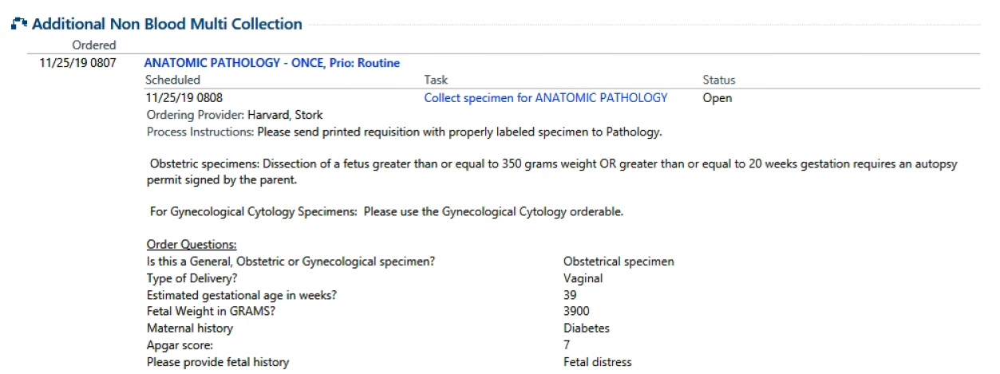 Additional Non Blood Multi Collection
Ordered
11/25/19 0807 ANATOMIC PATHOLOGY - ONCE, Prio: Routine
Scheduled Task Status
11/25/19 0808 Collect specimen for ANATOMIC PATHOLOGY Open
Ordering Provider: Harvard, Stork
Process Instructions: Please send printed requisition with properly labeled specimen to Pathology.
Obstetric specimens: Dissection of a fetus greater than or equal to 350 grams weight OR greater than or equal to 20 weeks gestation requires an autopsy
permit signed by the parent.
For Gynecological Cytology Specimens: Please use the Gynecological Cytology orderable.
Order Questions:
Is this a General, Obstetric or Gynecological specimen? Obstetrical specimen
Type of Delivery? Vaginal
Estimated gestational age in weeks? 39
Fetal Weight in GRAMS? 3900
Maternal history Diabetes
Apgar score: 7
Please provide fetal history Fetal distress